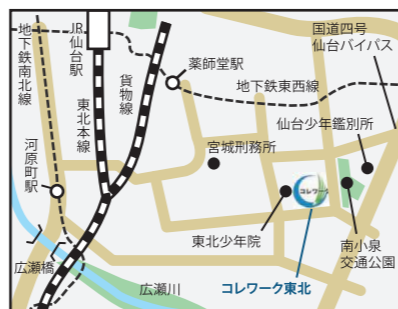 地下鉄南北線
JR仙台駅
東北本線
貨物線
薬師堂駅
地下鉄東西線
国道四号
仙台バイパス
仙台少年鑑別所
宮城刑務所
河原町駅
コレワーク
東北少年院
南小泉
交通公園
広瀬橋
広瀬川
コレワーク東北